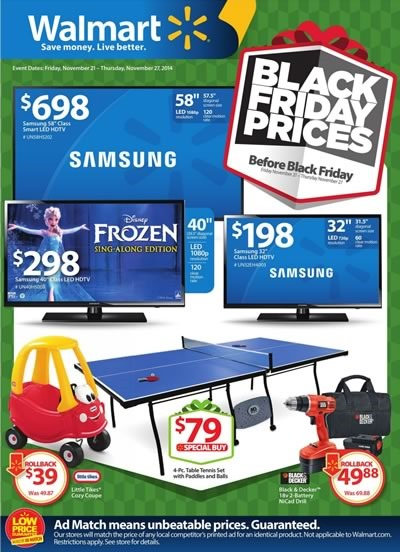 Walmart
Save money. Live better.
Event Dates: Friday, November 21 – Thursday, November 27, 2014
BLACK
FRIDAY
PRICES
Before Black Friday
Friday November 21 - Thursday November 27
$698
Samsung 58" Class
Smart LED HDTV
58"
57.5"
diagonal
screen size
LED 1080p
resolution
120
clear motion
rate
SAMSUNG
Disney
FROZEN
SING-ALONG EDITION
$298
Samsung 40" Class LED HDTV
40"
diagonal
screen size
LED
1080p
resolution
120
clear motion
rate
$198
Samsung 32"
Class LED HDTV
32"
31.5"
diagonal
screen size
LED 720p
resolution
60
clear motion
rate
SAMSUNG
$79
SPECIAL BUY
4-Pc. Table Tennis Set
with Paddles and Balls
ROLLBACK
$39
Was 49.87
little tikes
Little Tikes
Cozy Coupe
BLACK & DECKER
Black & Decker
18v 2-Battery
NiCad Drill
ROLLBACK
4988
Was 69.88
LOW PRICE
GUARANTEE
Ad Match means unbeatable prices. Guaranteed.
Our stores will match the price of any local competitor's printed ad for an identical product. Not applicable to Walmart.com.
Restrictions apply. See store for details.